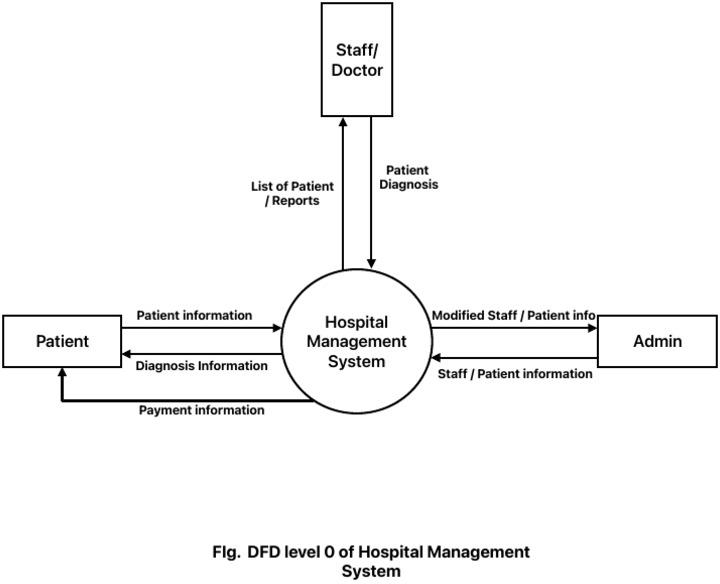 Staff/
Doctor
List of Patient
/ Reports
Patient
Diagnosis
Patient information
Hospital
Management
System
Modified Staff / Patient info
Patient
Admin
Diagnosis Information
Staff / Patient information
Payment information
FIg. DFD level 0 of Hospital Management
System